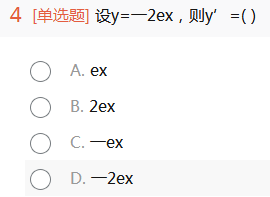 4 [单选题] 设y=—2ex，则y′ =( )
A. ex
B. 2ex
C. —ex
D. —2ex